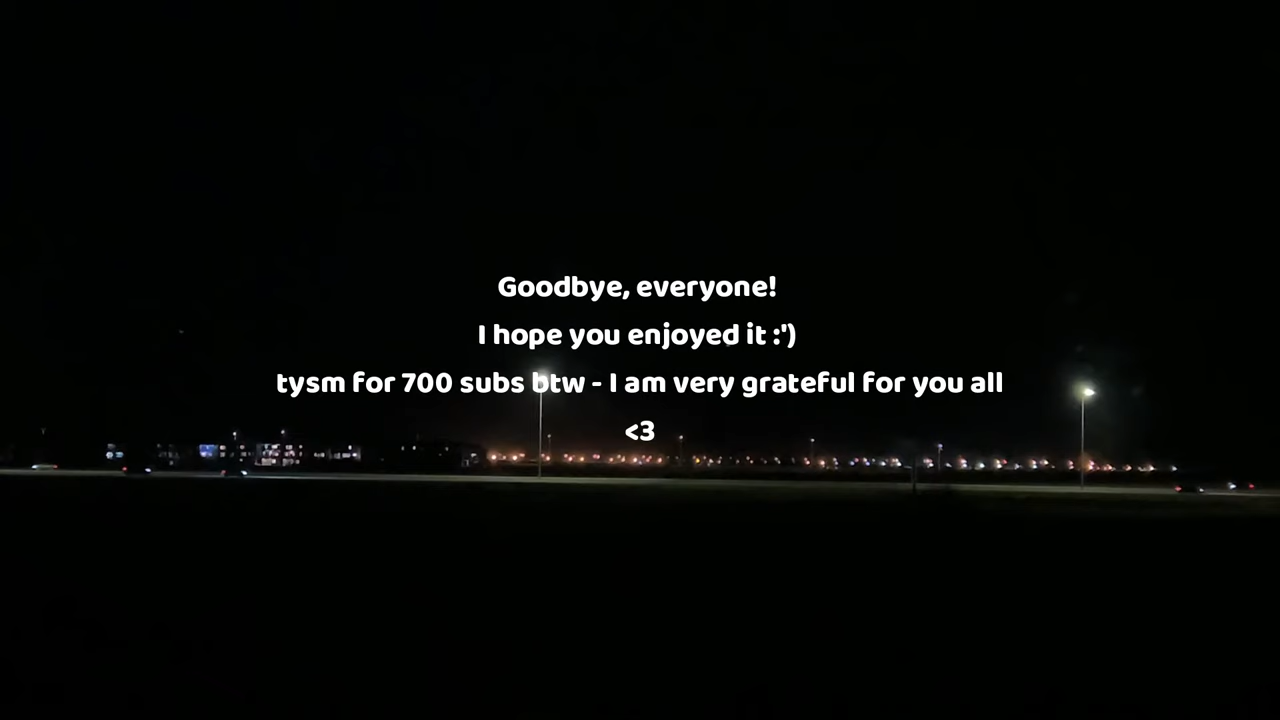 Goodbye, everyone!
I hope you enjoyed it :')
tysm for 700 subs btw - I am very grateful for you all
<3